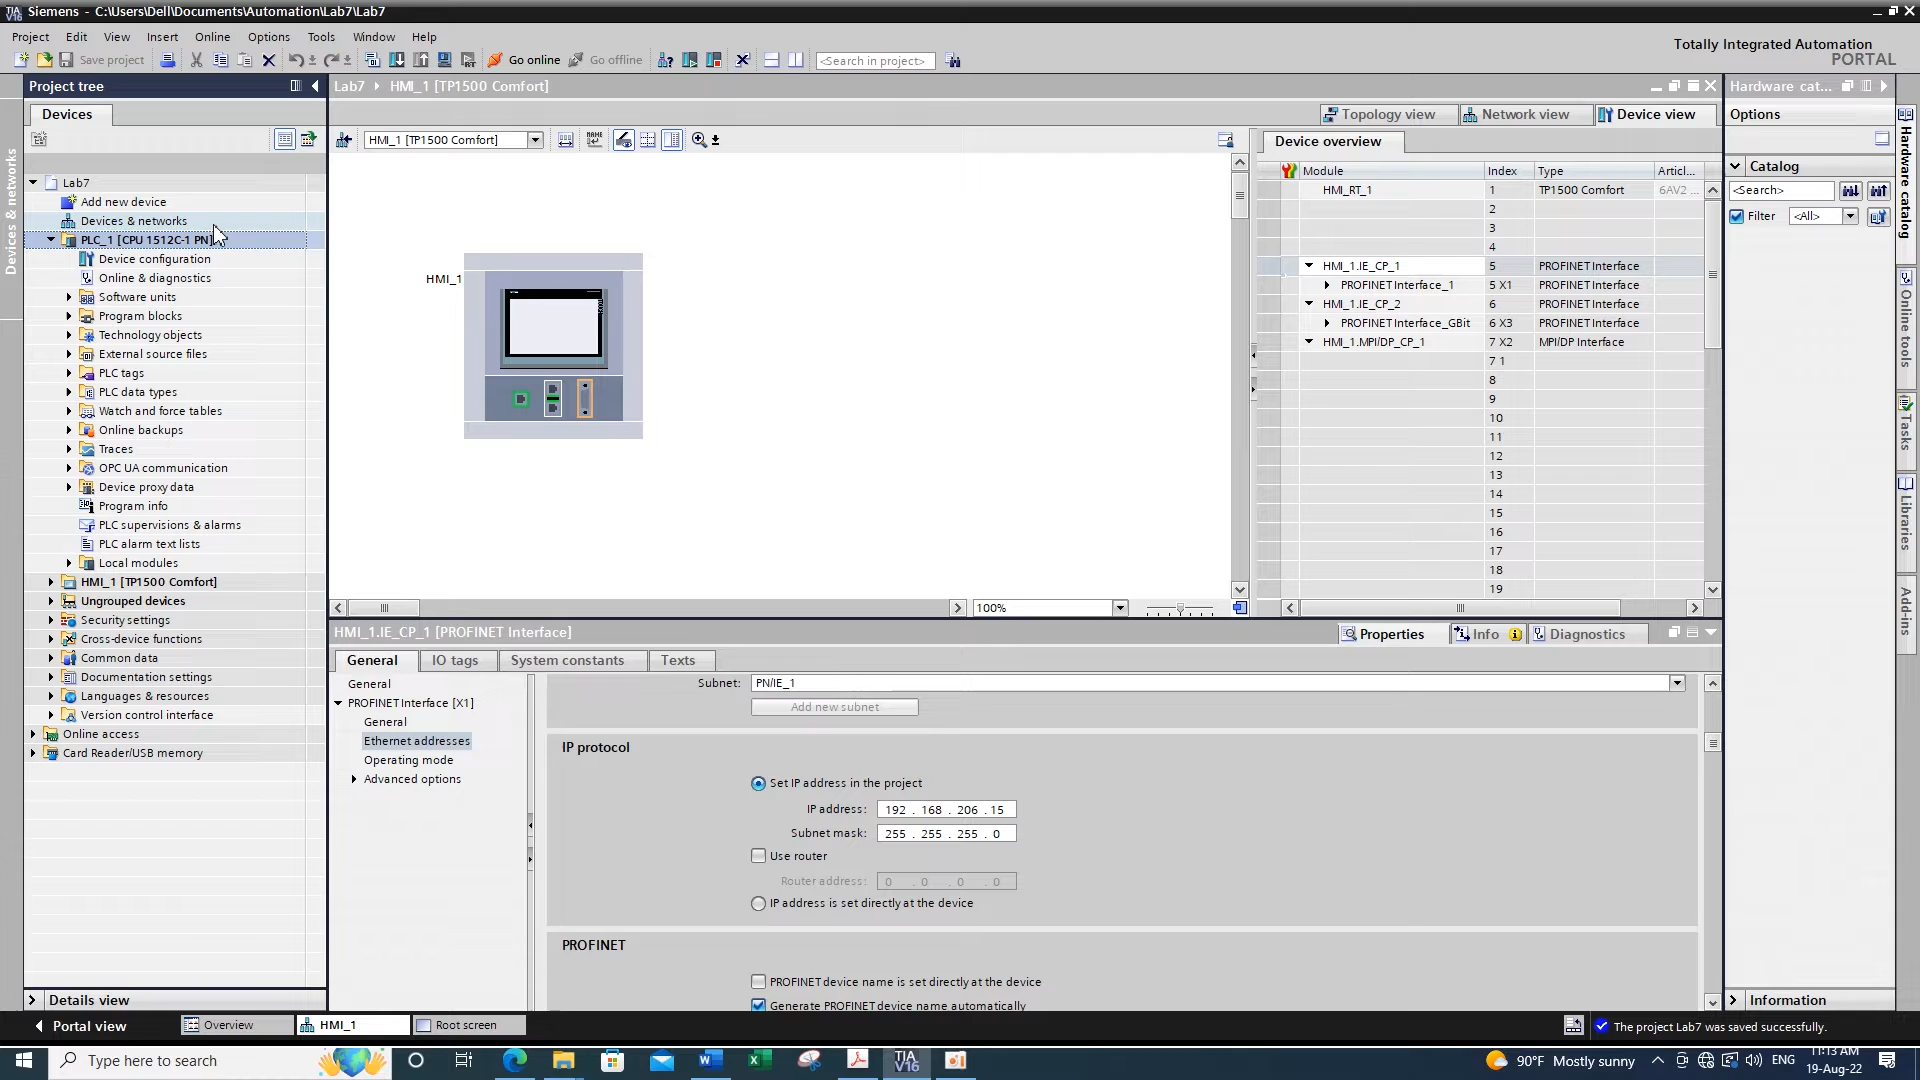 Siemens - C:\Users\Dell\Documents\Automation\Lab7\Lab7
Project Edit View Insert Online Options Tools Window Help
Totally Integrated Automation
PORTAL
Save project Go online Go offline <Search in project>
Project tree
Lab7 HMI_1 [TP1500 Comfort]
Hardware cat...
Devices
Topology view Network view Device view
Options
HMI_1 [TP1500 Comfort]
Device overview
Devices & networks
Lab7
Add new device
Devices & networks
PLC_1 [CPU 1512C-1 PN]
Device configuration
Online & diagnostics
Software units
Program blocks
Technology objects
External source files
PLC tags
PLC data types
Watch and force tables
Online backups
Traces
OPC UA communication
Device proxy data
Program info
PLC supervisions & alarms
PLC alarm text lists
Local modules
HMI_1 [TP1500 Comfort]
Ungrouped devices
Security settings
Cross-device functions
Common data
Documentation settings
Languages & resources
Version control interface
Online access
Card Reader/USB memory
Details view
HMI_1
100%
Module Index Type Articl...
HMI_RT_1 1 TP1500 Comfort 6AV2 ...
2
3
4
HMI_1.IE_CP_1 5 PROFINET Interface
PROFINET Interface_1 5 X1 PROFINET Interface
HMI_1.IE_CP_2 6 PROFINET Interface
PROFINET Interface_GBit 6 X3 PROFINET Interface
HMI_1.MPI/DP_CP_1 7 X2 MPI/DP Interface
7 1
8
9
10
11
12
13
14
15
16
17
18
19
Catalog
<Search>
Filter <All>
Information
Hardware catalog
Online tools
Tasks
Libraries
Add-ins
HMI_1.IE_CP_1 [PROFINET Interface]
Properties Info Diagnostics
General IO tags System constants Texts
General
PROFINET Interface [X1]
General
Ethernet addresses
Operating mode
Advanced options
Subnet: PN/IE_1
Add new subnet
IP protocol
Set IP address in the project
IP address: 192 . 168 . 206 . 15
Subnet mask: 255 . 255 . 255 . 0
Use router
Router address: 0 . 0 . 0 . 0
IP address is set directly at the device
PROFINET
PROFINET device name is set directly at the device
Generate PROFINET device name automatically
Portal view Overview HMI_1 Root screen
The project Lab7 was saved successfully.
Type here to search
TIA
V16
90°F Mostly sunny
ENG
11:13 AM
19-Aug-22